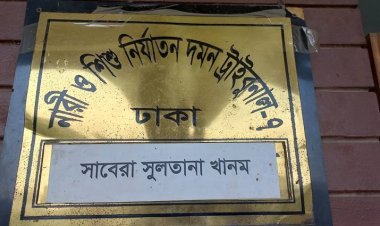 নারী ও শিশু নির্যাতন দমন ট্রাইব্যুনাল-৭
ঢাকা
সাবেরা সুলতানা খানম